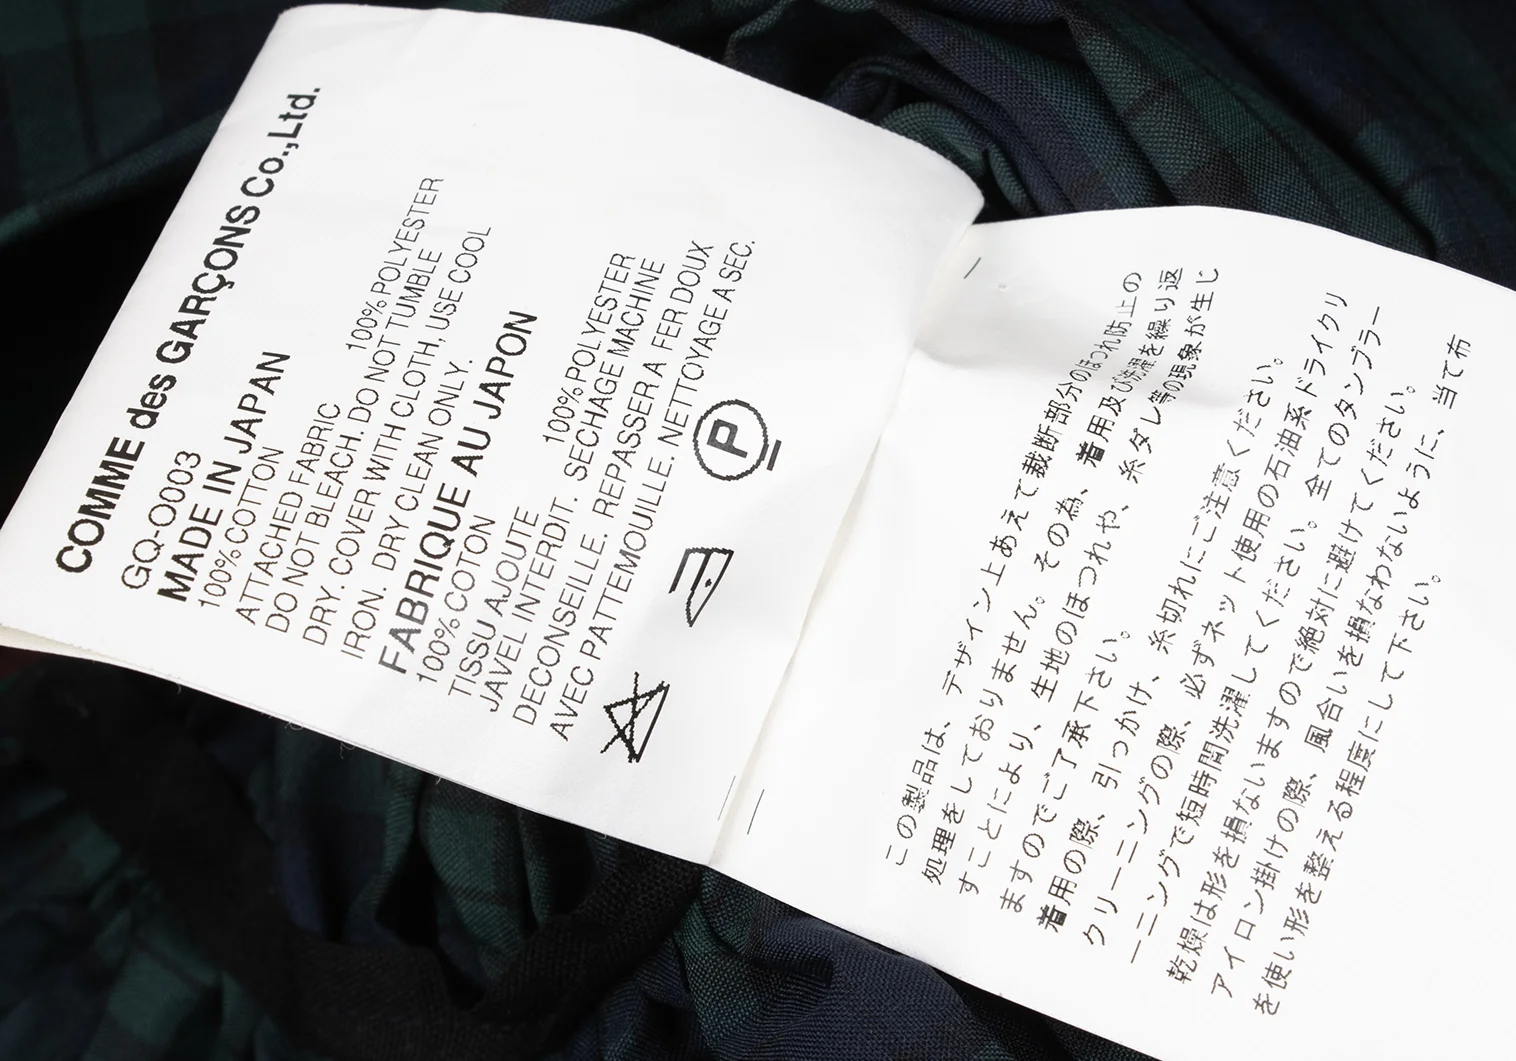 COMME des GARÇONS Co.,Ltd.
GQ-O003
MADE IN JAPAN
100% COTTON
ATTACHED FABRIC 100% POLYESTER
DO NOT BLEACH. DO NOT TUMBLE
DRY. COVER WITH CLOTH, USE COOL
IRON. DRY CLEAN ONLY.
FABRIQUE AU JAPON
100% COTON
TISSU AJOUTE 100% POLYESTER
JAVEL INTERDIT. SECHAGE MACHINE
DECONSEILLE. REPASSER A FER DOUX
AVEC PATTEMOUILLE. NETTOYAGE A SEC.
P
この製品は、デザイン上あえて裁断部分のほつれ防止の
処理をしておりません。その為、着用及び洗濯を繰り返
すことにより、生地のほつれや、糸ダレ等の現象が生じ
ますのでご了承下さい。
着用の際、引っかけ、糸切れにご注意ください。
クリーニングの際、必ずネット使用の石油系ドライクリ
ーニングで短時間洗濯してください。全てのタンブラー
乾燥は形を損ないますので絶対に避けてください。
アイロン掛けの際、風合いを損なわないように、当て布
を使い形を整える程度にして下さい。